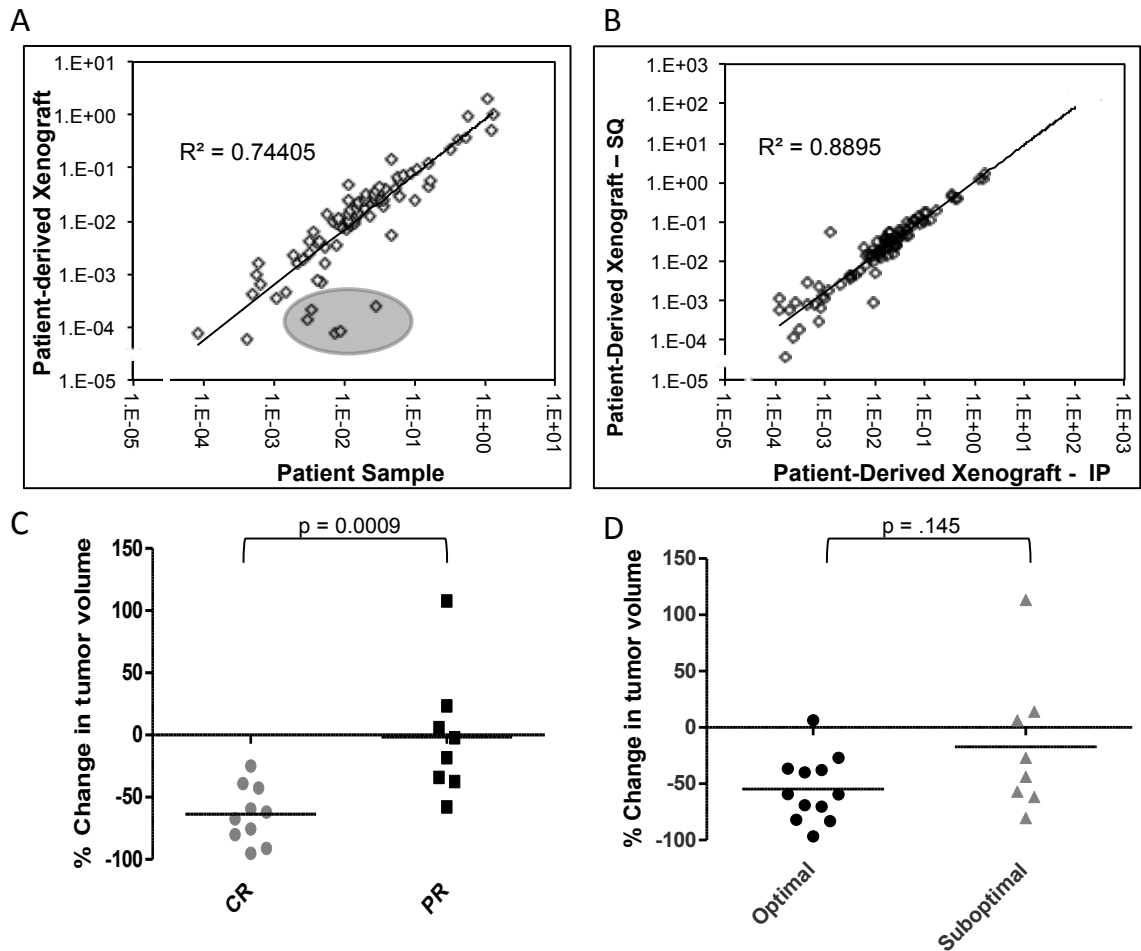 A
Patient-derived Xenograft
1.E+01
1.E+00
1.E-01
1.E-02
1.E-03
1.E-04
1.E-05
R² = 0.74405
1.E-05
1.E-04
1.E-03
1.E-02
1.E-01
1.E+00
1.E+01
Patient Sample
B
Patient-Derived Xenograft – SQ
1.E+03
1.E+02
1.E+01
1.E+00
1.E-01
1.E-02
1.E-03
1.E-04
1.E-05
R² = 0.8895
1.E-05
1.E-04
1.E-03
1.E-02
1.E-01
1.E+00
1.E+01
1.E+02
1.E+03
Patient-Derived Xenograft - IP
C
p = 0.0009
% Change in tumor volume
150
100
50
0
-50
-100
CR
PR
D
p = .145
% Change in tumor volume
150
100
50
0
-50
-100
Optimal
Suboptimal